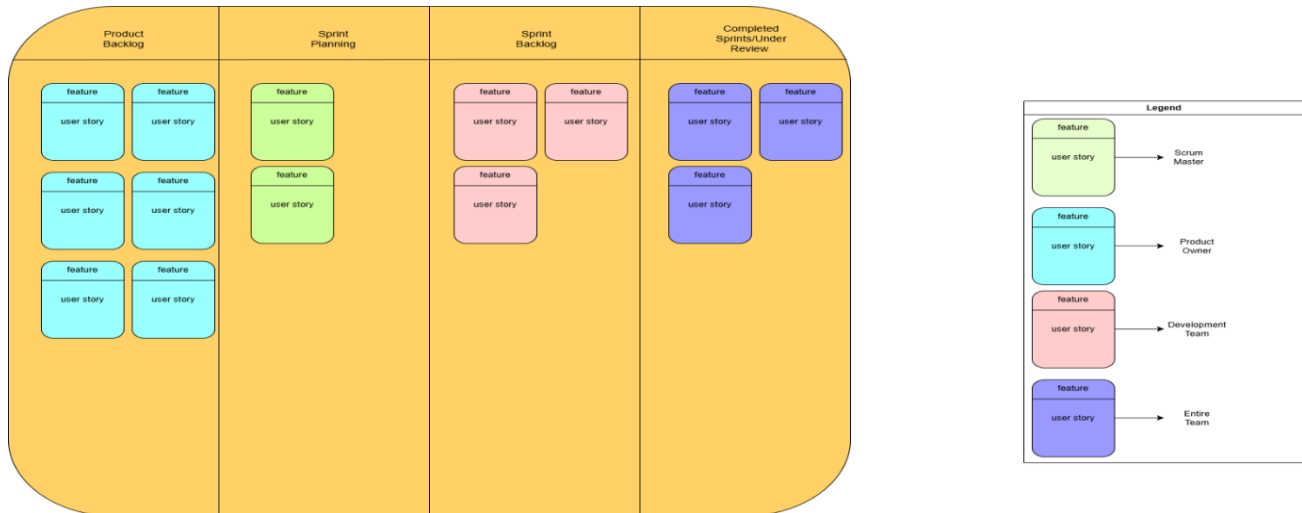 Product
Backlog
Sprint
Planning
Sprint
Backlog
Completed
Sprints/Under
Review
feature
user story
feature
user story
feature
user story
feature
user story
feature
user story
feature
user story
feature
user story
feature
user story
feature
user story
feature
user story
feature
user story
feature
user story
feature
user story
feature
user story
Legend
feature
user story
Scrum
Master
feature
user story
Product
Owner
feature
user story
Development
Team
feature
user story
Entire
Team